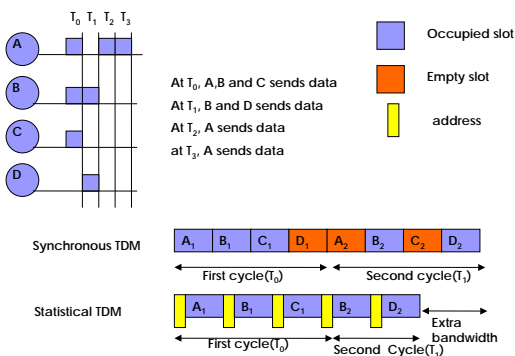 T0 T1 T2 T3
A
B
C
D
At T0, A,B and C sends data
At T1, B and D sends data
At T2, A sends data
at T3, A sends data
Occupied slot
Empty slot
address
Synchronous TDM
A1 B1 C1 D1 A2 B2 C2 D2
First cycle(T0) Second cycle(T1)
Statistical TDM
A1 B1 C1 B2 D2
First cycle(T0) Second Cycle(T1)
Extra
bandwidth